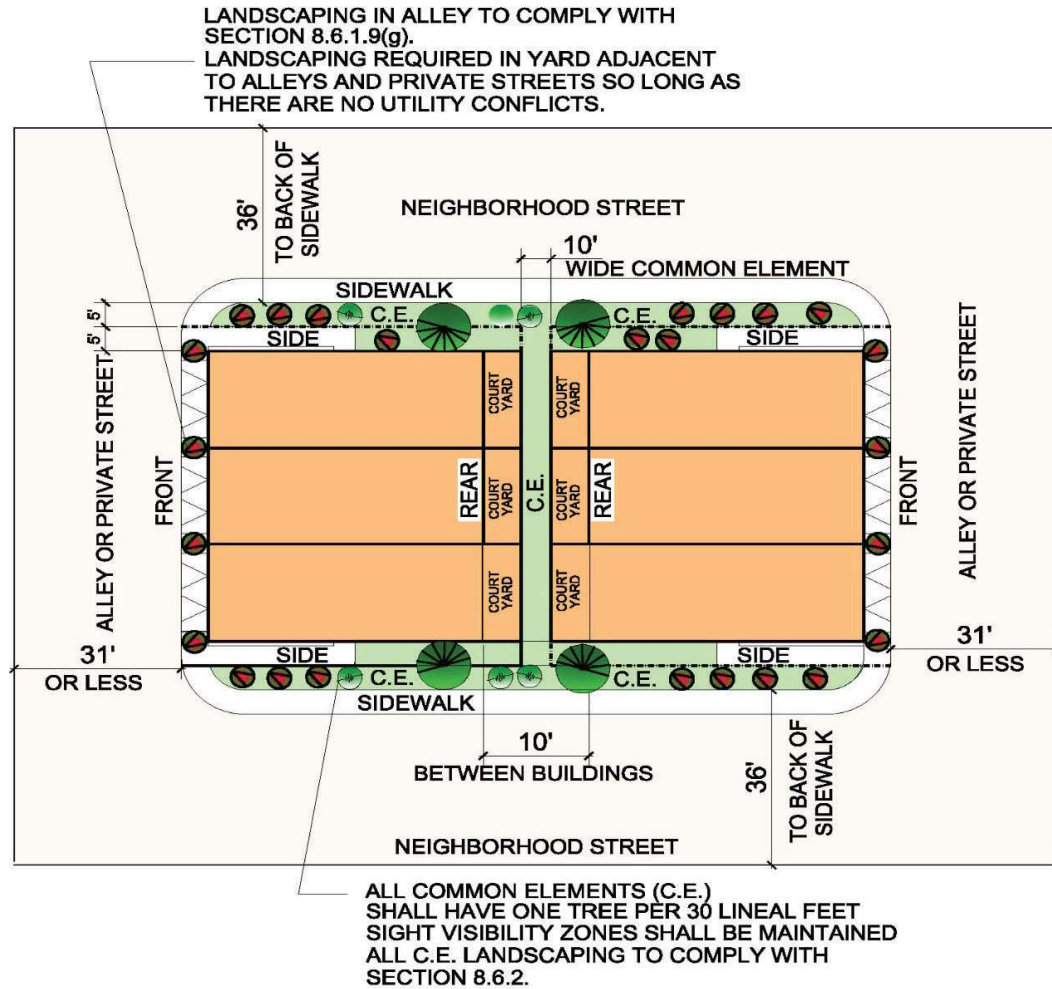 LANDSCAPING IN ALLEY TO COMPLY WITH
SECTION 8.6.1.9(g).
LANDSCAPING REQUIRED IN YARD ADJACENT
TO ALLEYS AND PRIVATE STREETS SO LONG AS
THERE ARE NO UTILITY CONFLICTS.
36'
TO BACK OF
SIDEWALK
NEIGHBORHOOD STREET
10'
WIDE COMMON ELEMENT
SIDEWALK
C.E.
C.E.
5'
5'
SIDE
SIDE
ALLEY OR PRIVATE STREET
FRONT
COURT
YARD
COURT
YARD
REAR
COURT
YARD
C.E.
COURT
YARD
REAR
COURT
YARD
COURT
YARD
FRONT
ALLEY OR PRIVATE STREET
31'
OR LESS
SIDE
SIDE
31'
OR LESS
C.E.
C.E.
SIDEWALK
10'
BETWEEN BUILDINGS
36'
TO BACK OF
SIDEWALK
NEIGHBORHOOD STREET
ALL COMMON ELEMENTS (C.E.)
SHALL HAVE ONE TREE PER 30 LINEAL FEET
SIGHT VISIBILITY ZONES SHALL BE MAINTAINED
ALL C.E. LANDSCAPING TO COMPLY WITH
SECTION 8.6.2.